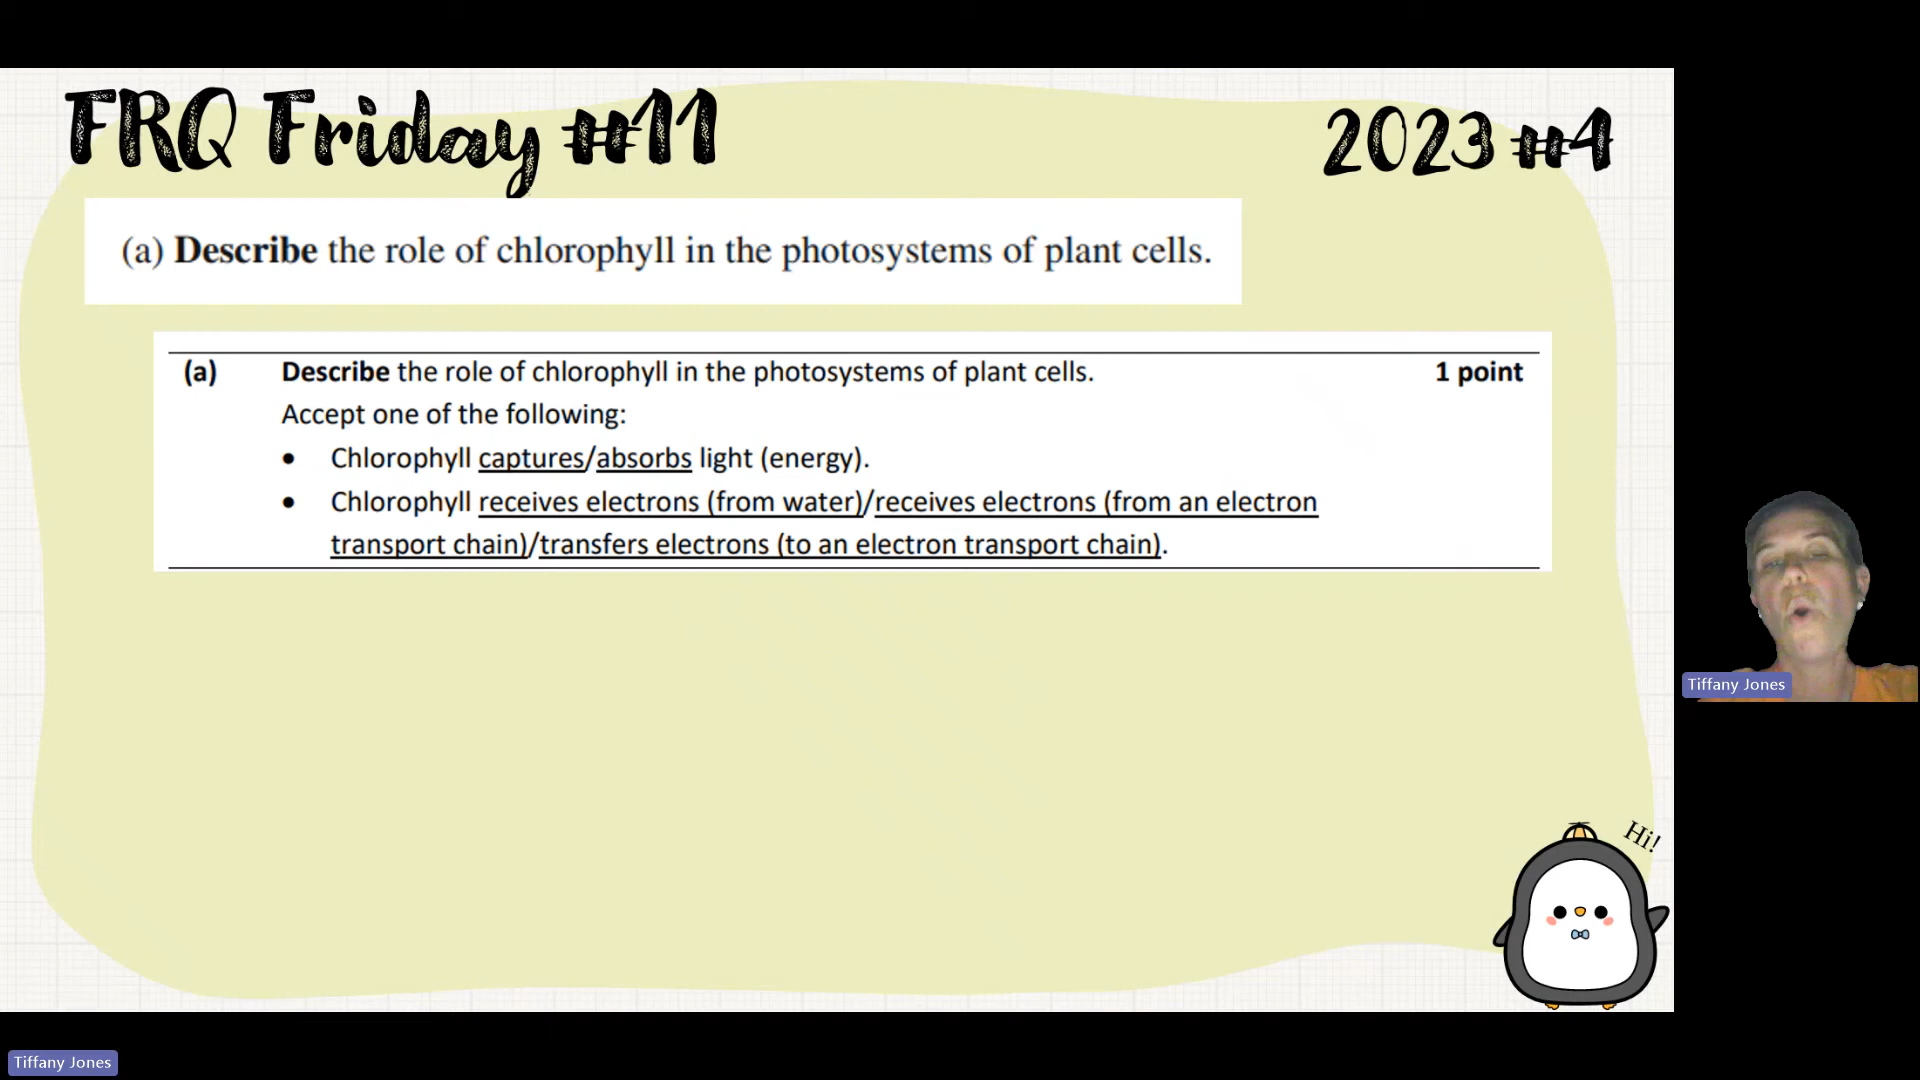 FRQ Friday #11
2023 #4
(a) Describe the role of chlorophyll in the photosystems of plant cells.
(a) Describe the role of chlorophyll in the photosystems of plant cells. 1 point
Accept one of the following:
• Chlorophyll captures/absorbs light (energy).
• Chlorophyll receives electrons (from water)/receives electrons (from an electron
transport chain)/transfers electrons (to an electron transport chain).
Tiffany Jones
Hi!
Tiffany Jones